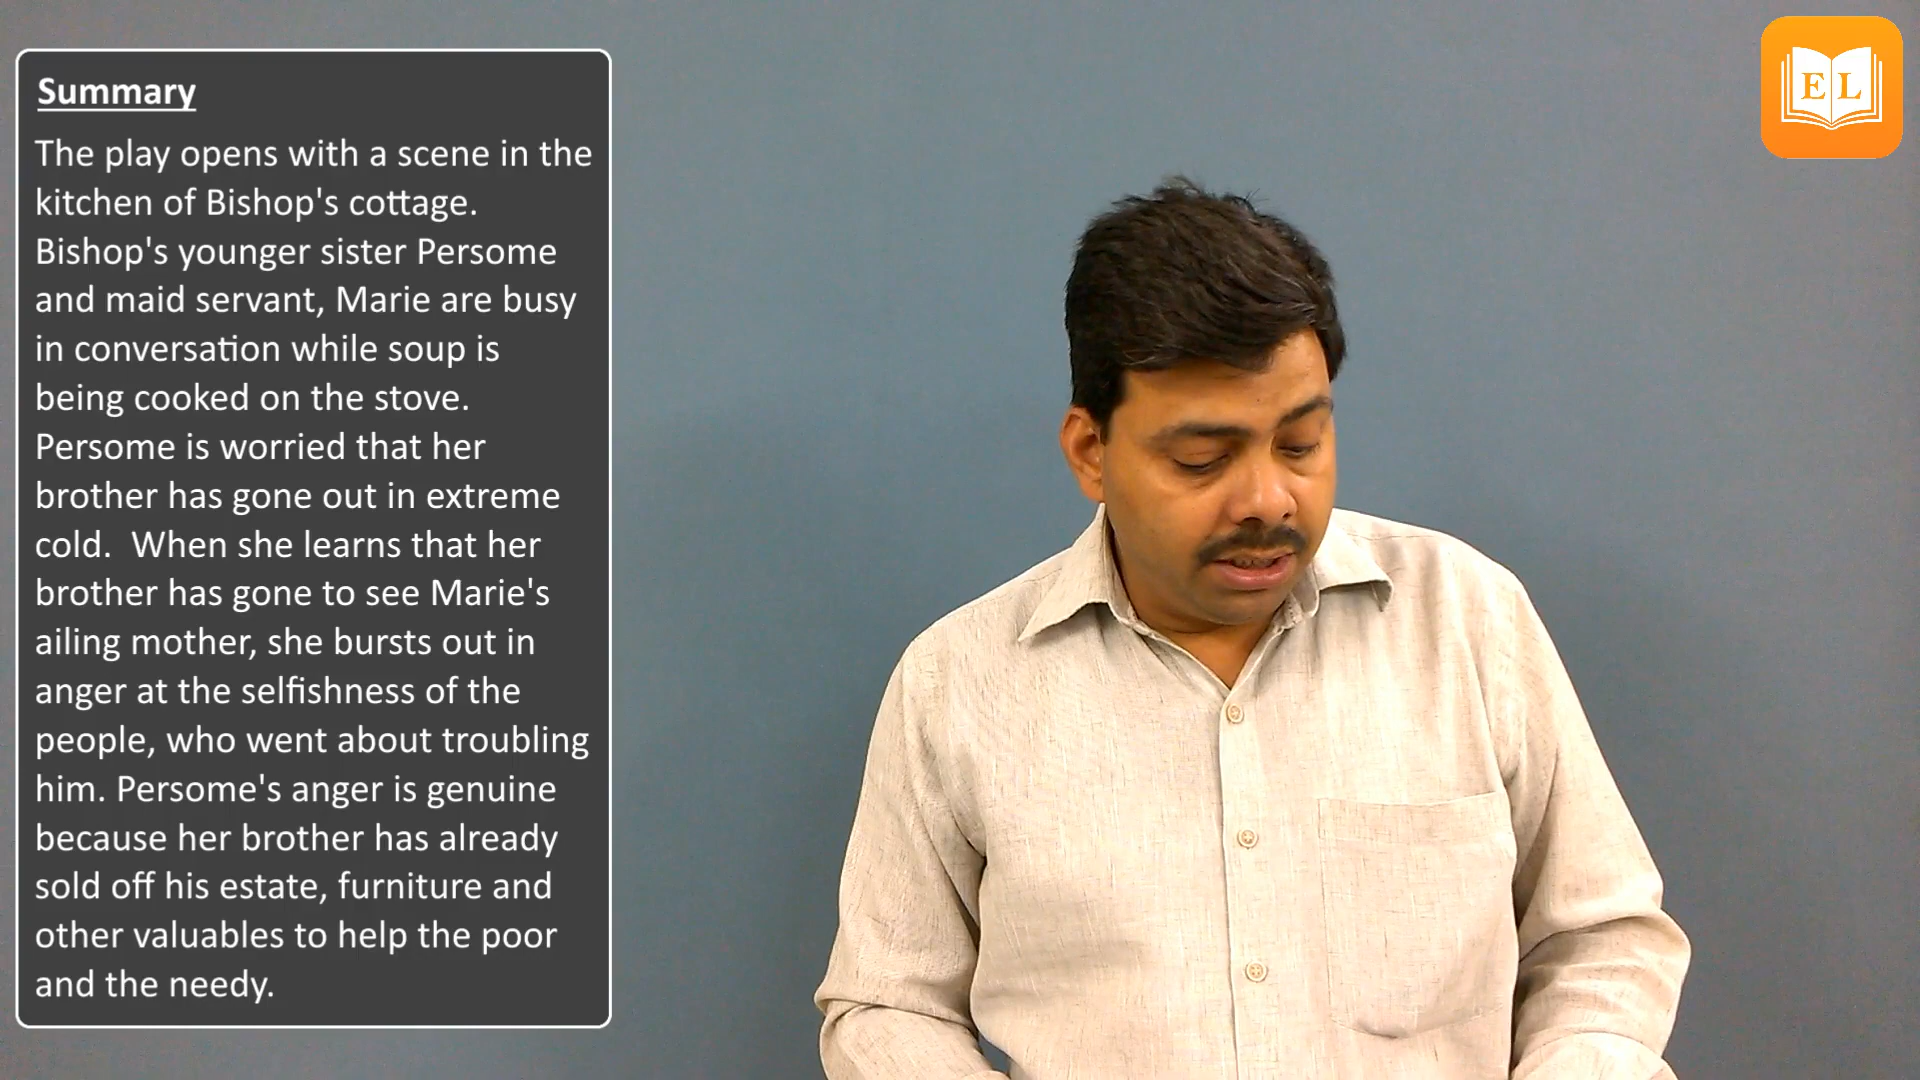 Summary
The play opens with a scene in the
kitchen of Bishop's cottage.
Bishop's younger sister Persome
and maid servant, Marie are busy
in conversation while soup is
being cooked on the stove.
Persome is worried that her
brother has gone out in extreme
cold.  When she learns that her
brother has gone to see Marie's
ailing mother, she bursts out in
anger at the selfishness of the
people, who went about troubling
him. Persome's anger is genuine
because her brother has already
sold off his estate, furniture and
other valuables to help the poor
and the needy.
E L